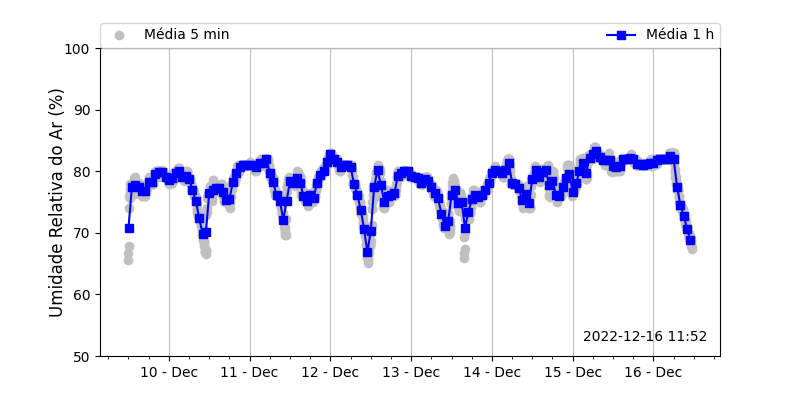 Média 5 min
Média 1 h
Umidade Relativa do Ar (%)
100
90
80
70
60
50
2022-12-16 11:52
10 - Dec
11 - Dec
12 - Dec
13 - Dec
14 - Dec
15 - Dec
16 - Dec